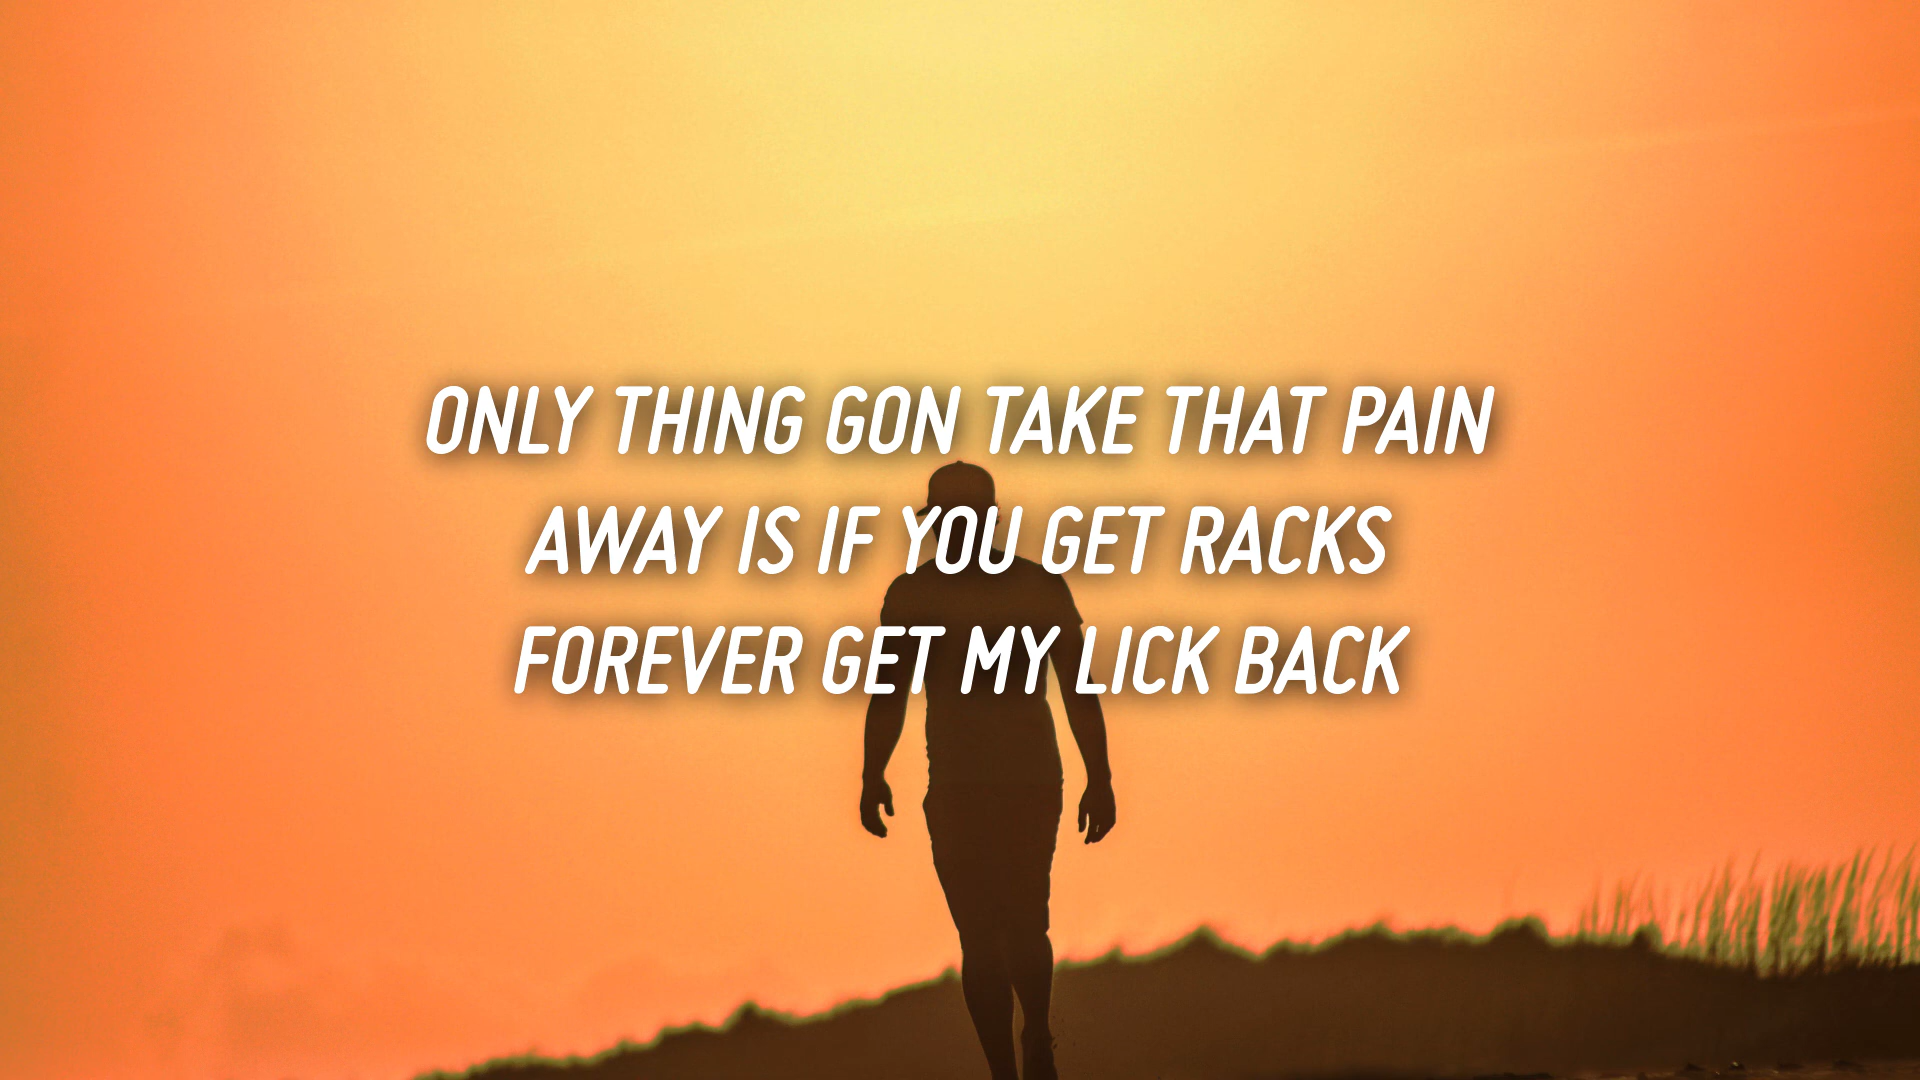 ONLY THING GON TAKE THAT PAIN
AWAY IS IF YOU GET RACKS
FOREVER GET MY LICK BACK